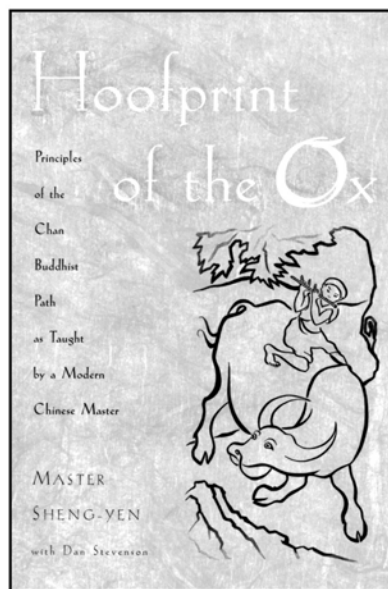 Hoofprint
of the Ox
Principles
of the
Chan
Buddhist
Path
as Taught
by a Modern
Chinese Master
MASTER
SHENG-YEN
with Dan Stevenson